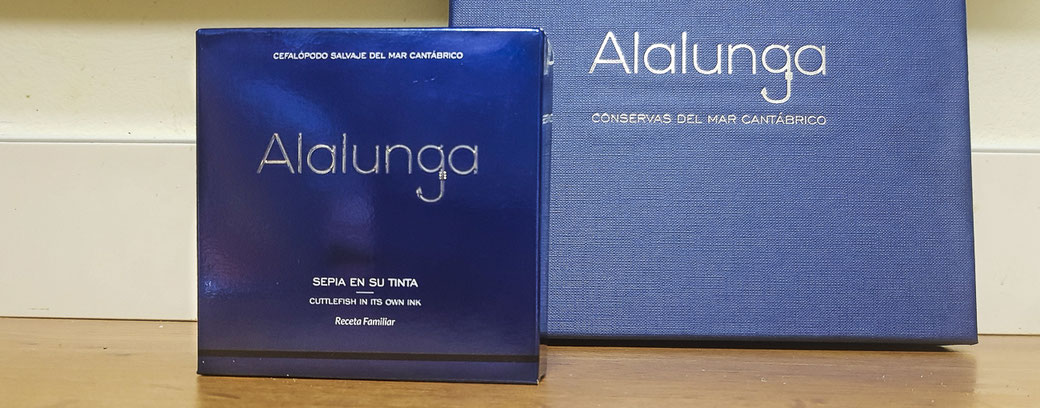 CEFALÓPODO SALVAJE DEL MAR CANTÁBRICO
Alalunga
SEPIA EN SU TINTA
CUTTLEFISH IN ITS OWN INK
Receta Familiar
Alalunga
CONSERVAS DEL MAR CANTÁBRICO